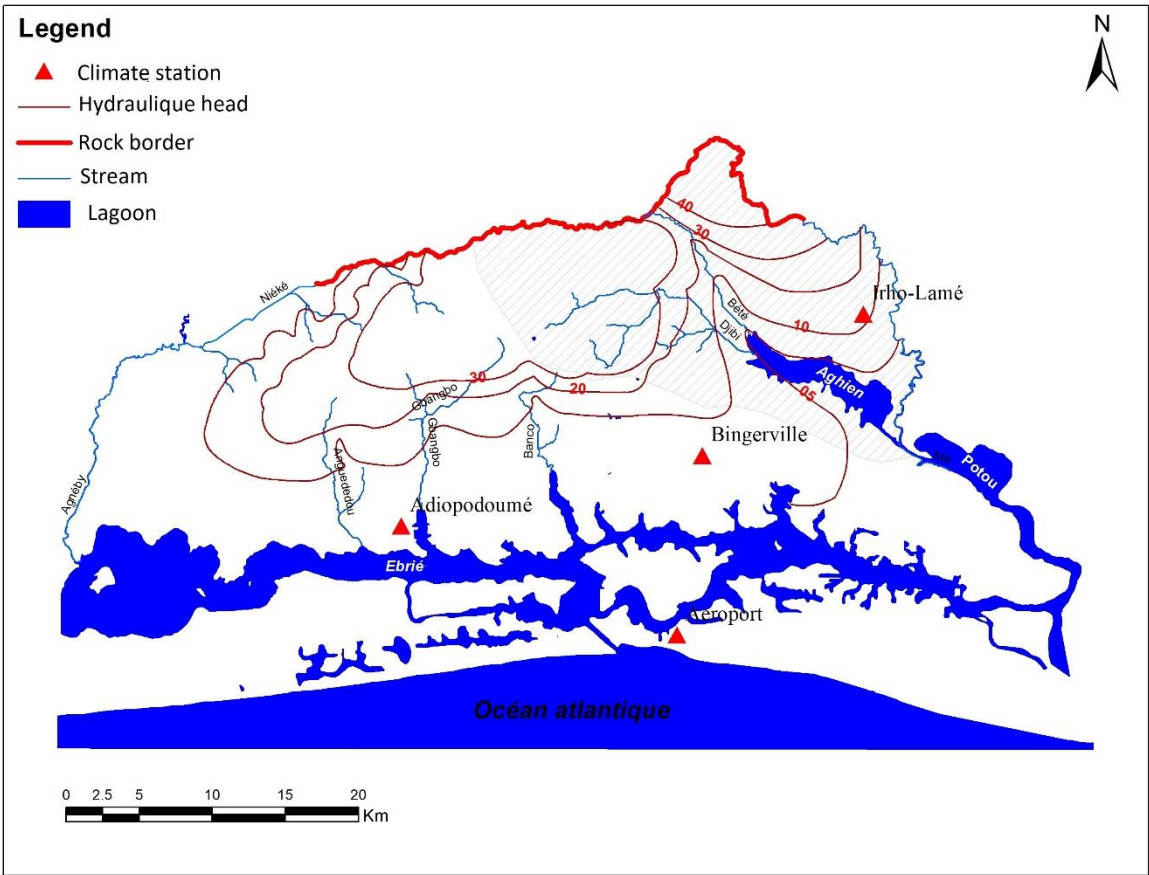 Legend
Climate station
Hydraulique head
Rock border
Stream
Lagoon
N
40
30
Niéké
Irho-Lamé
Bété
10
Djibi
Aghien
30
20
05
Gbangbo
Gbangbo
Banco
Bingerville
Anguededou
Potou
Agnéby
Adiopodoumé
Ebrié
Aeroport
Océan atlantique
0 2.5 5 10 15 20
Km